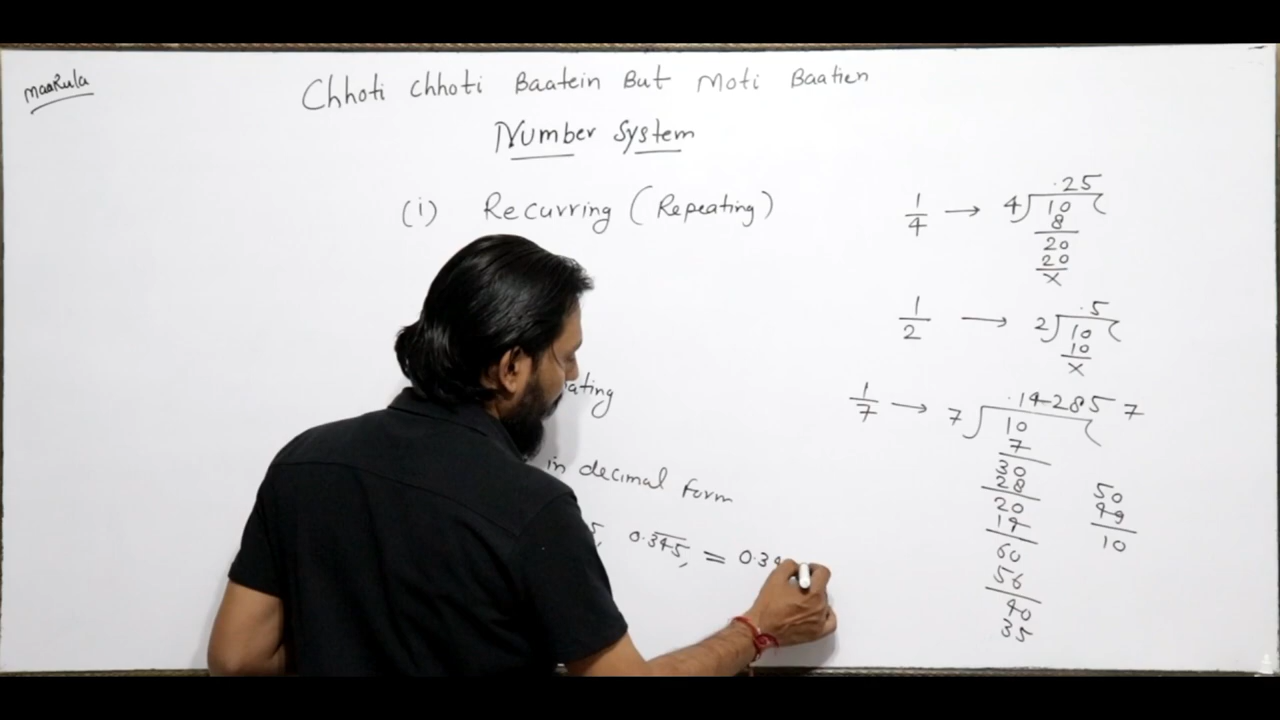 MaaRula
Chhoti Chhoti Baatein But Moti Baatien
Number System
(i) Recurring (Repeating)
ating
in decimal form
5, 0.345, = 0.34
1/4 → 4 10 .25
8
20
20
x
1/2 → 2 10 .5
10
x
1/7 → 7 10 .142857
7
30
28
20
14
60
56
40
35
50
49
10